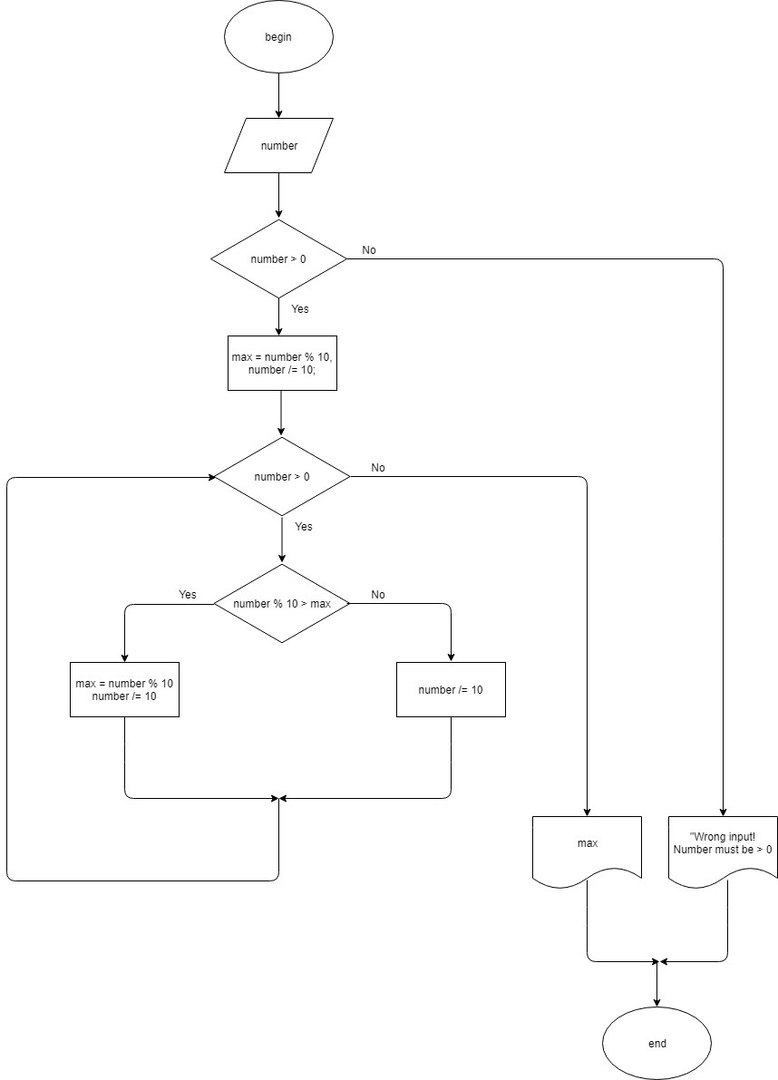 begin
number
number > 0
No
Yes
max = number % 10,
number /= 10;
number > 0
No
Yes
number % 10 > max
Yes
No
max = number % 10
number /= 10
number /= 10
max
"Wrong input!
Number must be > 0
end